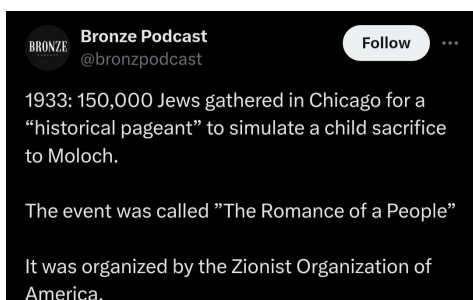 BRONZE
Bronze Podcast
@bronzpodcast
Follow
1933: 150,000 Jews gathered in Chicago for a
“historical pageant” to simulate a child sacrifice
to Moloch.
The event was called ”The Romance of a People”
It was organized by the Zionist Organization of
America.